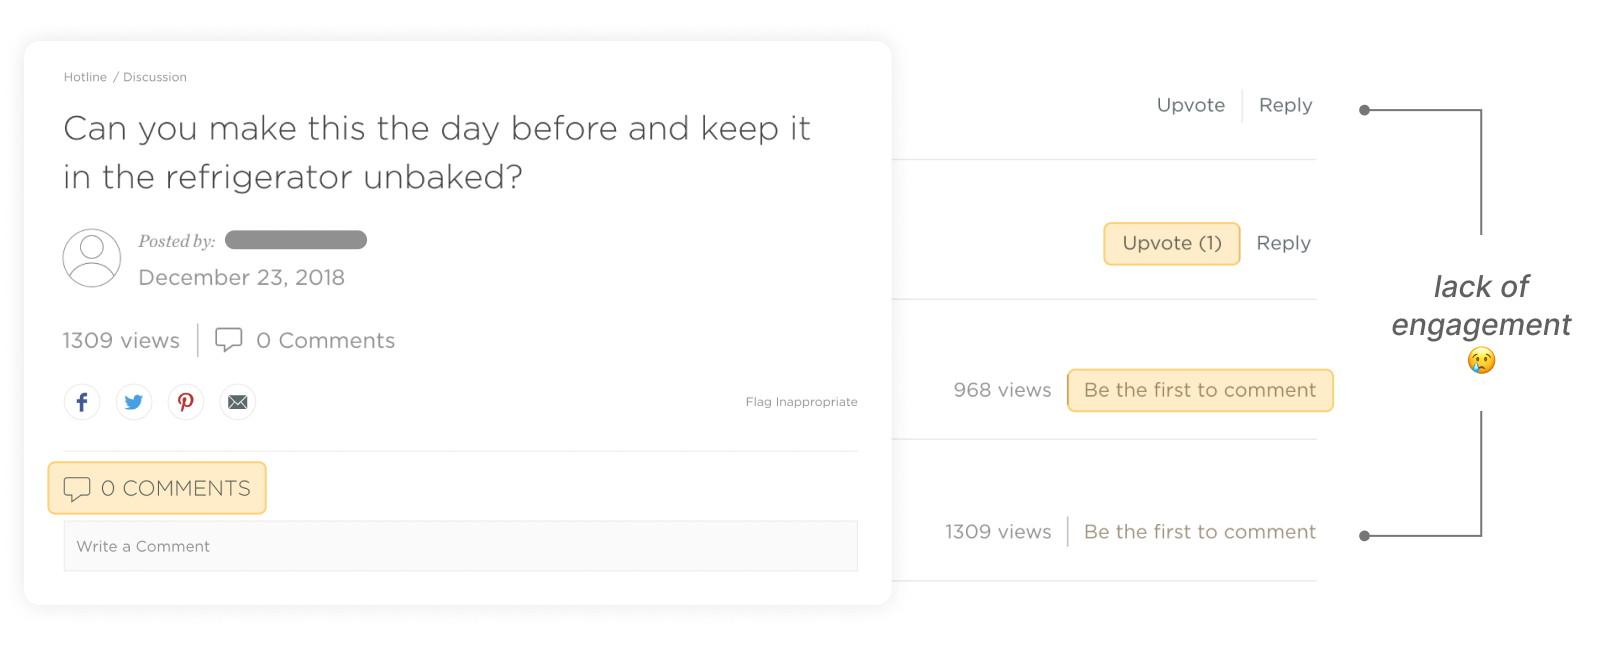 Hotline / Discussion
Can you make this the day before and keep it
in the refrigerator unbaked?
Posted by:
December 23, 2018
1309 views
0 Comments
Flag Inappropriate
0 COMMENTS
Write a Comment
Upvote
Reply
Upvote (1)
Reply
968 views
Be the first to comment
1309 views
Be the first to comment
lack of
engagement